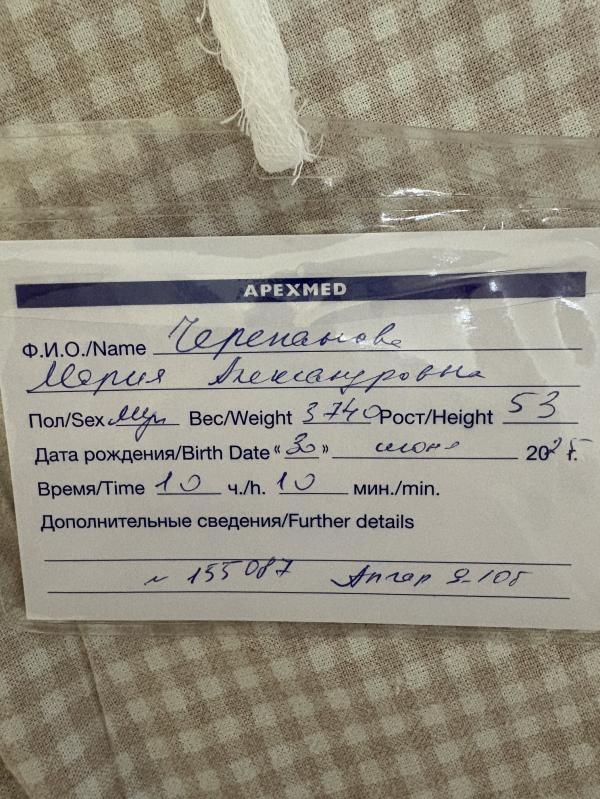 APEXMED
Ф.И.О./Name Черепанова
Мария Александровна
Пол/Sex муж Вес/Weight 3740 Рост/Height 53
Дата рождения/Birth Date «30» июня 2025 г.
Время/Time 10 ч./h. 10 мин./min.
Дополнительные сведения/Further details
№ 155087 Апгар 9-10б